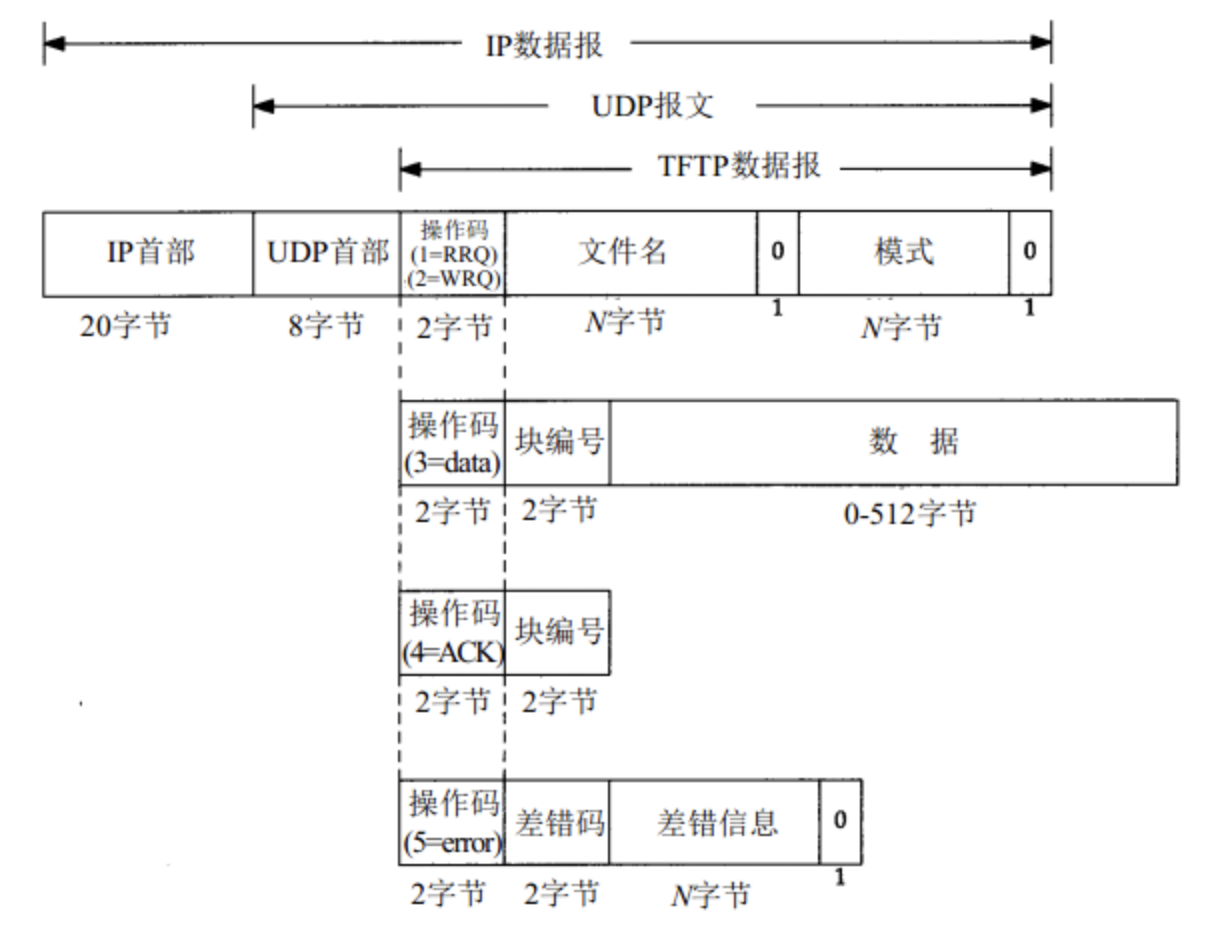 IP数据报
UDP报文
TFTP数据报
IP首部
UDP首部
操作码
(1=RRQ)
(2=WRQ)
文件名
0
模式
0
20字节
8字节
2字节
N字节
1
N字节
1
操作码
(3=data)
块编号
数 据
2字节
2字节
0-512字节
操作码
(4=ACK)
块编号
2字节
2字节
操作码
(5=error)
差错码
差错信息
0
2字节
2字节
N字节
1